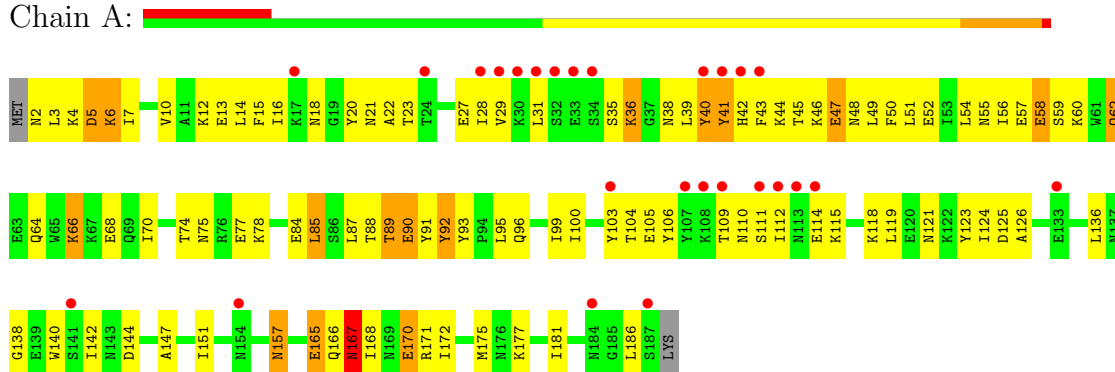 Chain A:
MET N2 L3 K4 D5 K6 I7 V10 A11 K12 E13 L14 F15 I16 K17 N18 G19 Y20 N21 A22 T23 T24 E27 I28 V29 K30 L31 S32 E33 S34 S35 K36 G37 N38 L39 Y40 Y41 H42 F43 K44 T45 K46 E47 N48 L49 F50 L51 E52 I53 L54 N55 I56 E57 E58 S59 K60 W61
E63 Q64 W65 K66 K67 E68 Q69 I70 T74 N75 R76 E77 K78 E84 L85 S86 L87 T88 T89 E90 Y91 Y92 Y93 P94 L95 Q96 I99 I100 Y103 T104 E105 Y106 Y107 K108 T109 N110 S111 I112 N113 E114 K115 K118 L119 E120 N121 K122 Y123 I124 D125 A126 E133 L136
G138 E139 W140 S141 I142 N143 D144 A147 I151 N154 N157 E165 Q166 N167 I168 N169 E170 R171 I172 M175 N176 K177 I181 N184 G185 L186 S187 LYS